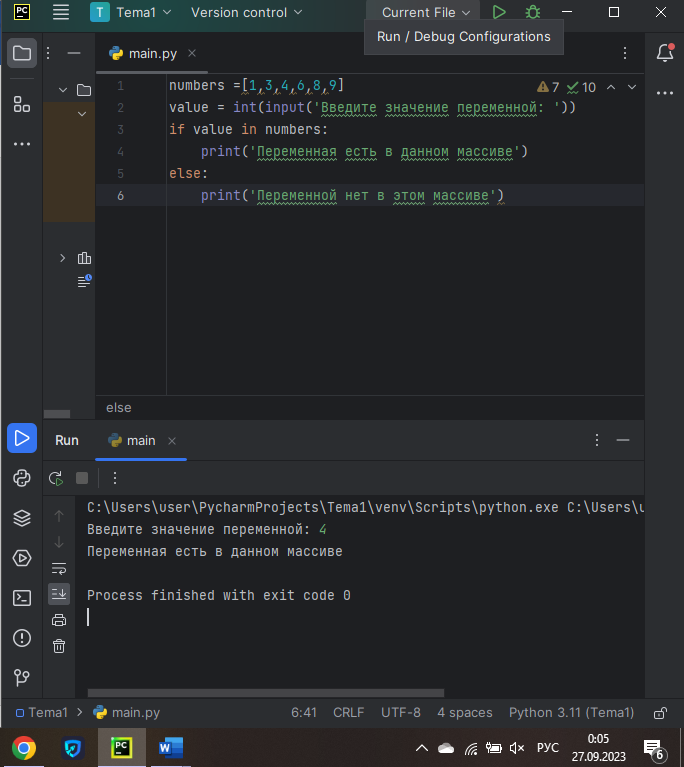 PC
T Tema1
Version control
Current File
Run / Debug Configurations
main.py
1 numbers =[1,3,4,6,8,9]
7 10
2 value = int(input('Введите значение переменной: '))
3 if value in numbers:
4 print('Переменная есть в данном массиве')
5 else:
6 print('Переменной нет в этом массиве')
else
Run main
C:\Users\user\PycharmProjects\Tema1\venv\Scripts\python.exe
Введите значение переменной: 4
Переменная есть в данном массиве
Process finished with exit code 0
Tema1 main.py 6:41 CRLF UTF-8 4 spaces Python 3.11 (Tema1)
PC W РУС 0:05
27.09.2023 6